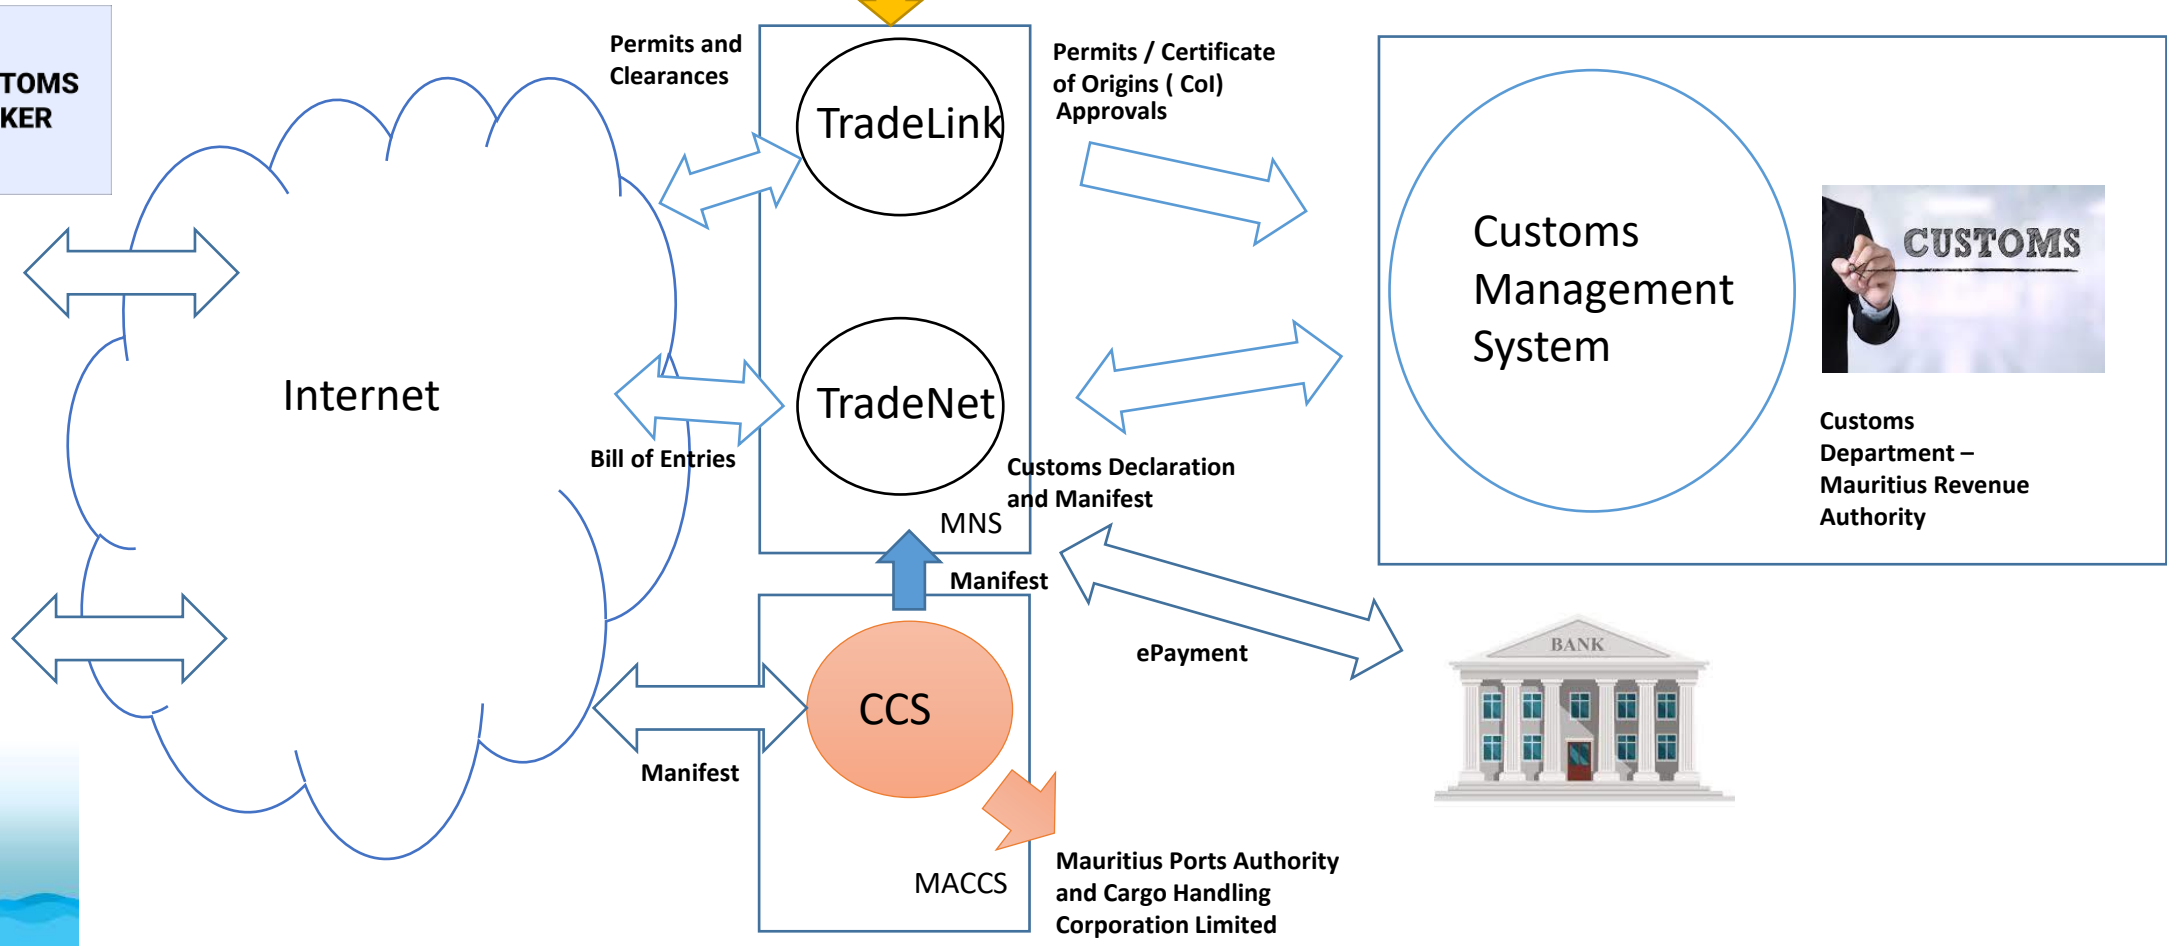 TOMS
KER
Permits and
Clearances
TradeLink
Permits / Certificate
of Origins ( CoI)
Approvals
Customs
Management
System
CUSTOMS
Customs
Department –
Mauritius Revenue
Authority
Internet
TradeNet
Bill of Entries
Customs Declaration
and Manifest
MNS
Manifest
ePayment
BANK
CCS
Manifest
MACCS
Mauritius Ports Authority
and Cargo Handling
Corporation Limited